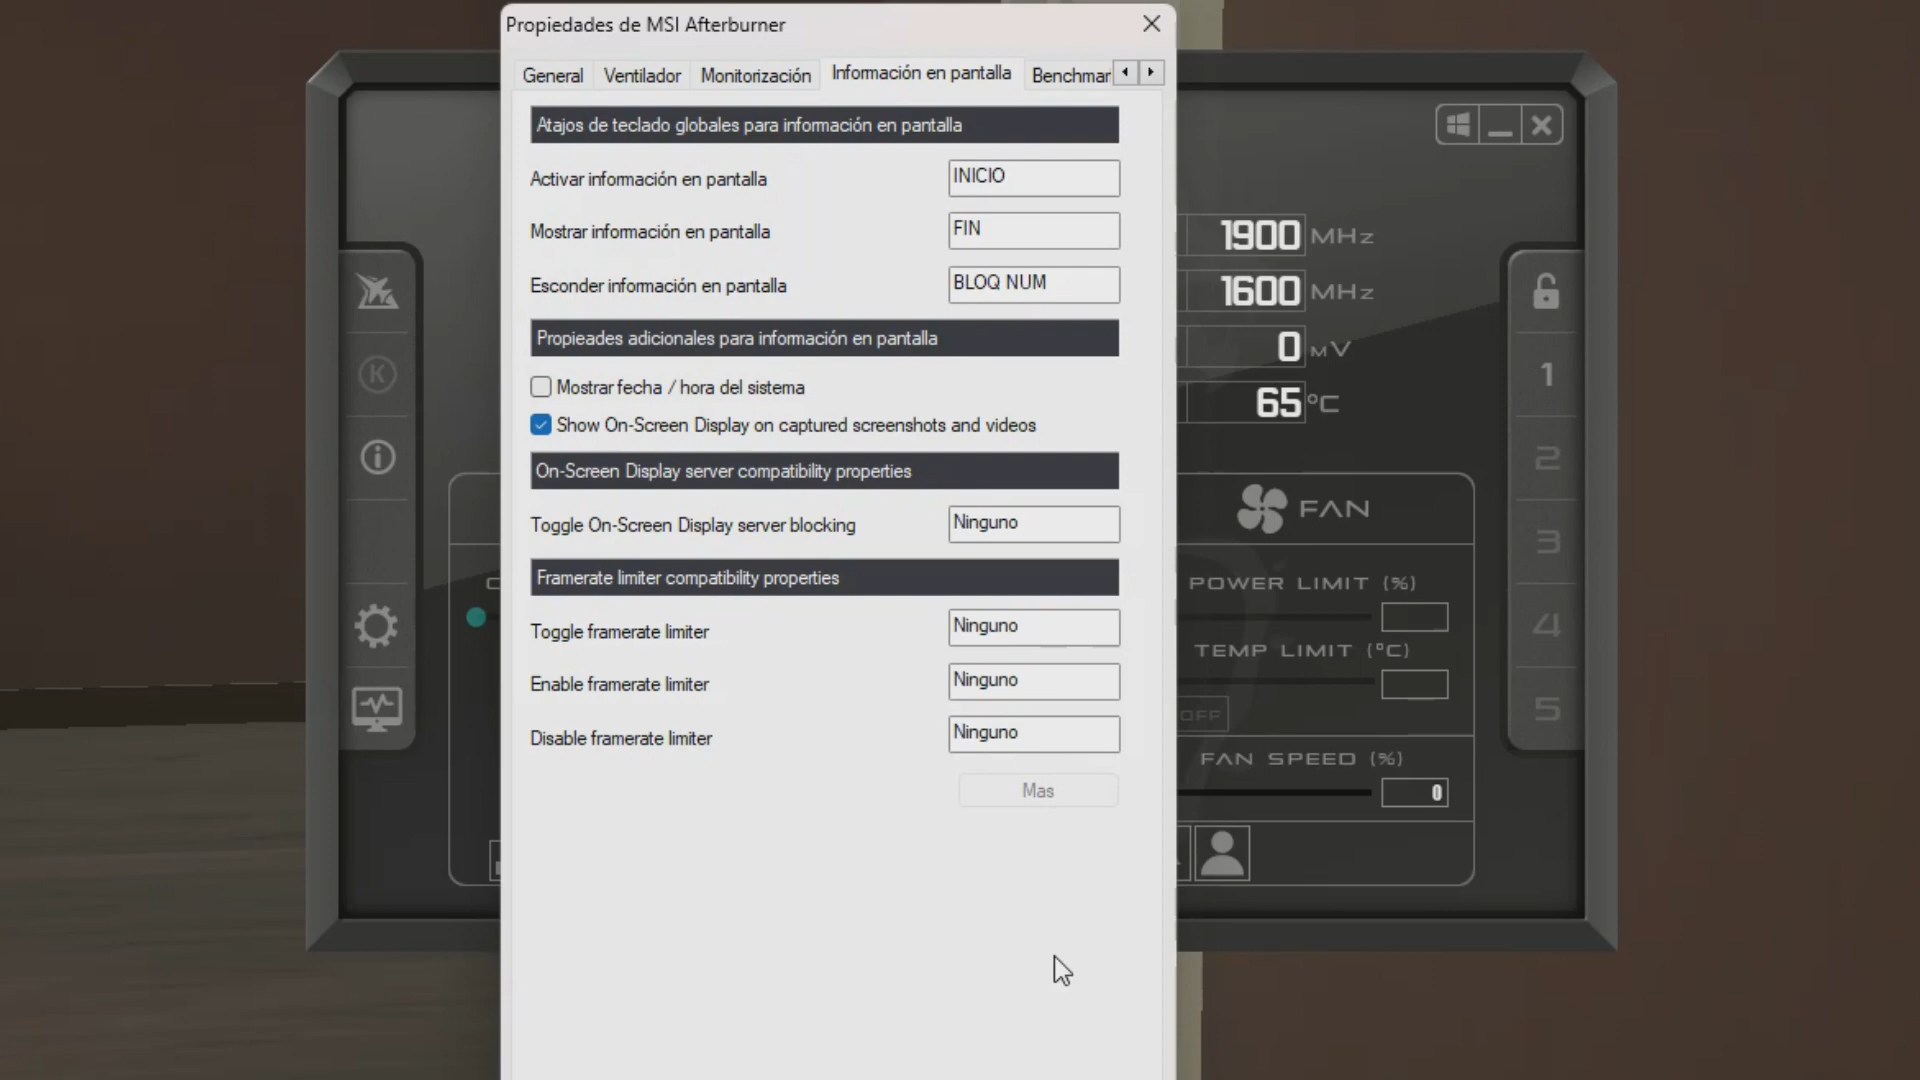 Propiedades de MSI Afterburner
General
Ventilador
Monitorización
Información en pantalla
Benchmar
Atajos de teclado globales para información en pantalla
Activar información en pantalla
INICIO
Mostrar información en pantalla
FIN
Esconder información en pantalla
BLOQ NUM
Propieades adicionales para información en pantalla
Mostrar fecha / hora del sistema
Show On-Screen Display on captured screenshots and videos
On-Screen Display server compatibility properties
Toggle On-Screen Display server blocking
Ninguno
Framerate limiter compatibility properties
Toggle framerate limiter
Ninguno
Enable framerate limiter
Ninguno
Disable framerate limiter
Ninguno
Mas
K
1900 MHz
1600 MHz
0 MV
65 °C
FAN
POWER LIMIT (%)
TEMP LIMIT (°C)
OFF
FAN SPEED (%)
0
1
2
3
4
5